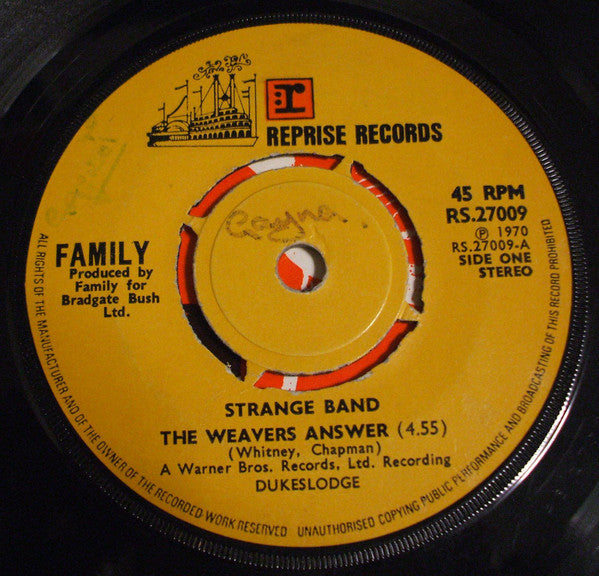 r
REPRISE RECORDS
45 RPM
RS.27009
℗ 1970
RS.27009-A
SIDE ONE
STEREO
FAMILY
Produced by
Family for
Bradgate Bush
Ltd.
STRANGE BAND
THE WEAVERS ANSWER (4.55)
(Whitney, Chapman)
A Warner Bros. Records, Ltd. Recording
DUKESLODGE
ALL RIGHTS OF THE MANUFACTURER AND OF THE OWNER OF THE RECORDED WORK RESERVED UNAUTHORISED COPYING PUBLIC PERFORMANCE AND BROADCASTING OF THIS RECORD PROHIBITED